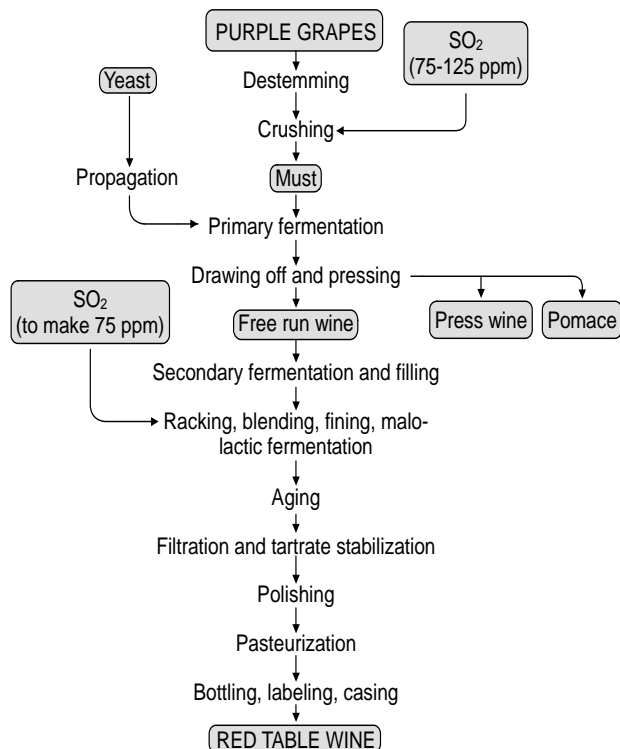 PURPLE GRAPES
SO₂
(75-125 ppm)
Yeast
Destemming
Crushing
Propagation
Must
Primary fermentation
Drawing off and pressing
SO₂
(to make 75 ppm)
Free run wine
Press wine
Pomace
Secondary fermentation and filling
Racking, blending, fining, malo-
lactic fermentation
Aging
Filtration and tartrate stabilization
Polishing
Pasteurization
Bottling, labeling, casing
RED TABLE WINE